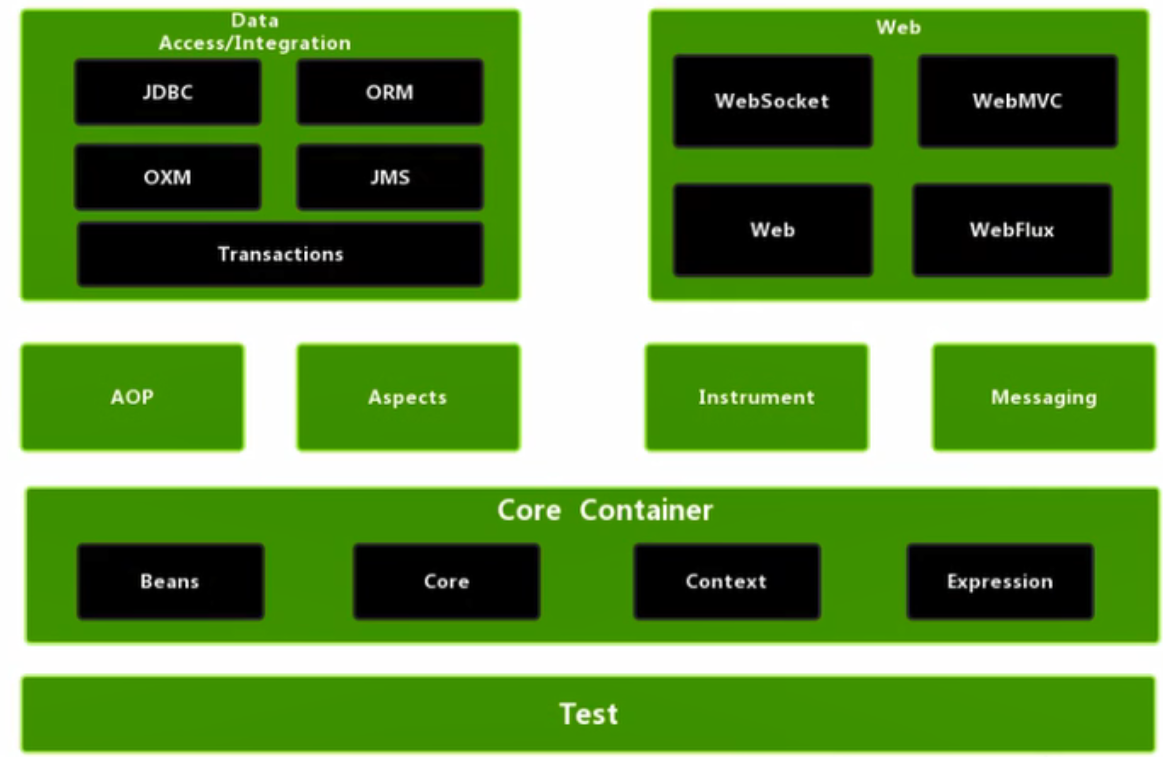 Data
Access/Integration
JDBC
ORM
OXM
JMS
Transactions
Web
WebSocket
WebMVC
Web
WebFlux
AOP
Aspects
Instrument
Messaging
Core Container
Beans
Core
Context
Expression
Test